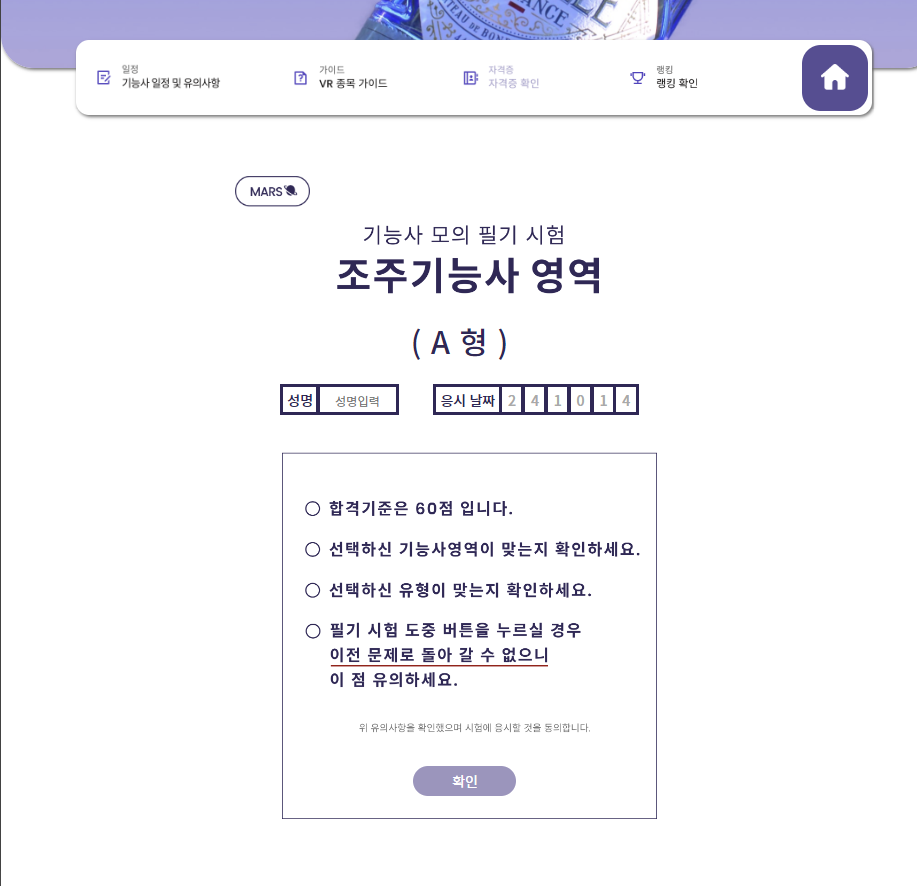 CHATEAU DE BON
FRANCE
일정
기능사 일정 및 유의사항
가이드
VR 종목 가이드
자격증
자격증 확인
랭킹
랭킹 확인
MARS
기능사 모의 필기 시험
조주기능사 영역
( A 형 )
성명 성명입력 응시 날짜 2 4 1 0 1 4
합격기준은 60점 입니다.
선택하신 기능사영역이 맞는지 확인하세요.
선택하신 유형이 맞는지 확인하세요.
필기 시험 도중 버튼을 누르실 경우
이전 문제로 돌아 갈 수 없으니
이 점 유의하세요.
위 유의사항을 확인했으며 시험에 응시할 것을 동의합니다.
확인